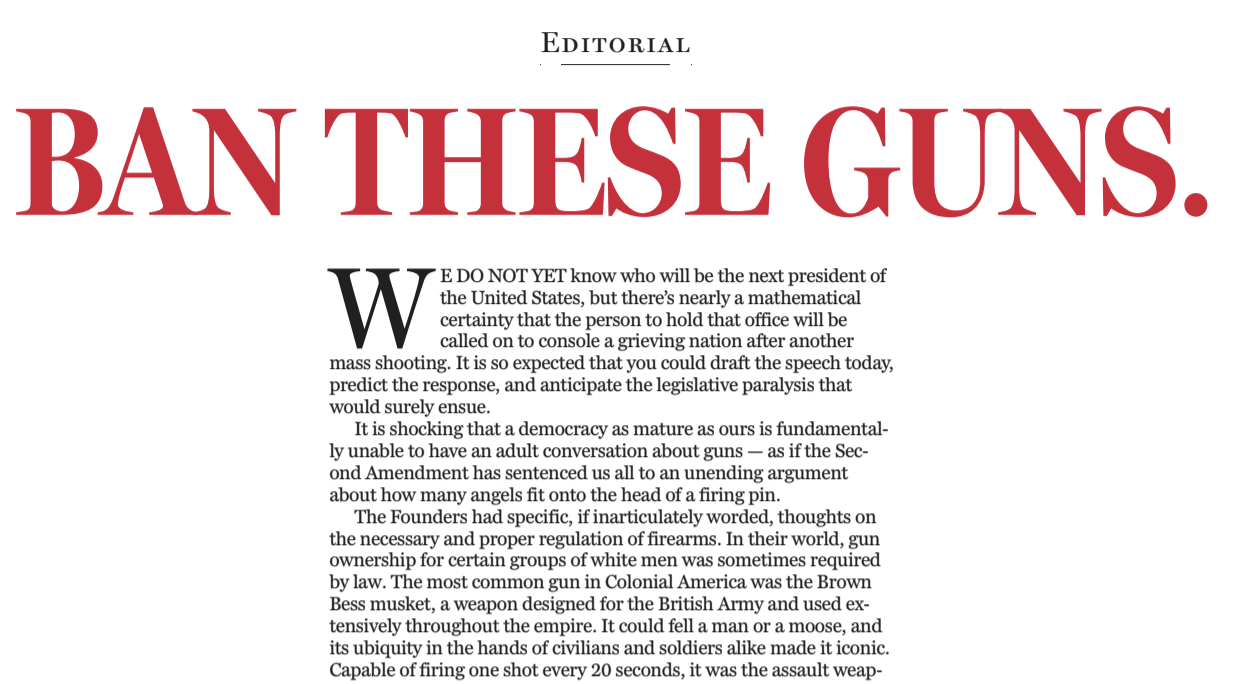 EDITORIAL
BAN THESE GUNS.
WE DO NOT YET know who will be the next president of
the United States, but there’s nearly a mathematical
certainty that the person to hold that office will be
called on to console a grieving nation after another
mass shooting. It is so expected that you could draft the speech today,
predict the response, and anticipate the legislative paralysis that
would surely ensue.
It is shocking that a democracy as mature as ours is fundamental-
ly unable to have an adult conversation about guns — as if the Sec-
ond Amendment has sentenced us all to an unending argument
about how many angels fit onto the head of a firing pin.
The Founders had specific, if inarticulately worded, thoughts on
the necessary and proper regulation of firearms. In their world, gun
ownership for certain groups of white men was sometimes required
by law. The most common gun in Colonial America was the Brown
Bess musket, a weapon designed for the British Army and used ex-
tensively throughout the empire. It could fell a man or a moose, and
its ubiquity in the hands of civilians and soldiers alike made it iconic.
Capable of firing one shot every 20 seconds, it was the assault weap-